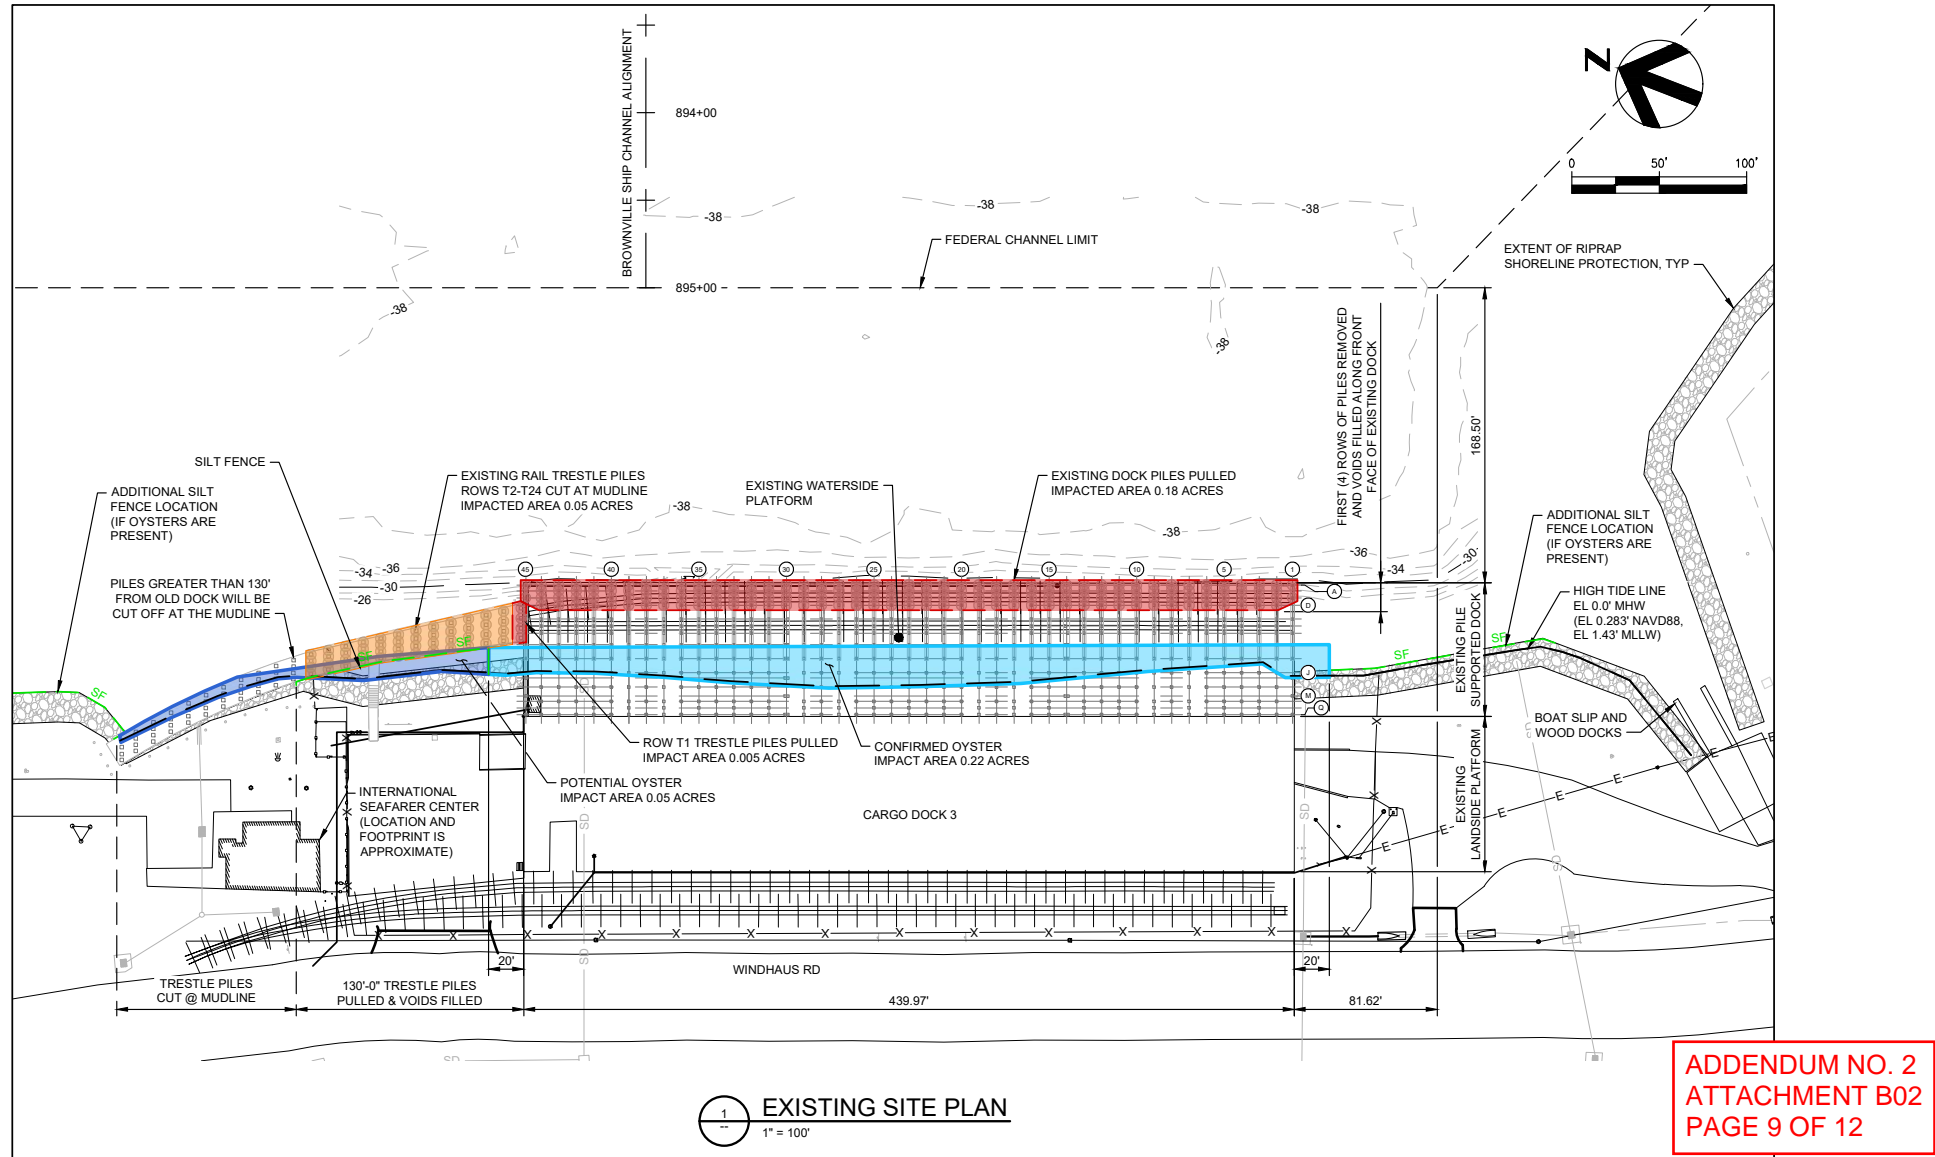 BROWNVILLE SHIP CHANNEL ALIGNMENT
894+00
895+00
N
0 50' 100'
-38
-38
-38
-38
-38
FEDERAL CHANNEL LIMIT
EXTENT OF RIPRAP
SHORELINE PROTECTION, TYP
FIRST (4) ROWS OF PILES REMOVED
AND VOIDS FILLED ALONG FRONT
FACE OF EXISTING DOCK
168.50'
SILT FENCE
ADDITIONAL SILT
FENCE LOCATION
(IF OYSTERS ARE
PRESENT)
EXISTING RAIL TRESTLE PILES
ROWS T2-T24 CUT AT MUDLINE
IMPACTED AREA 0.05 ACRES
EXISTING WATERSIDE
PLATFORM
EXISTING DOCK PILES PULLED
IMPACTED AREA 0.18 ACRES
-38
-38
-36
-34
-30
ADDITIONAL SILT
FENCE LOCATION
(IF OYSTERS ARE
PRESENT)
PILES GREATER THAN 130'
FROM OLD DOCK WILL BE
CUT OFF AT THE MUDLINE
-34
-36
-30
-26
45 40 35 30 25 20 15 10 5 1
A
D
J
M
Q
HIGH TIDE LINE
EL 0.0' MHW
(EL 0.283' NAVD88,
EL 1.43' MLLW)
SF
SF
SF
SF
SF
EXISTING PILE
SUPPORTED DOCK
BOAT SLIP AND
WOOD DOCKS
ROW T1 TRESTLE PILES PULLED
IMPACT AREA 0.005 ACRES
CONFIRMED OYSTER
IMPACT AREA 0.22 ACRES
POTENTIAL OYSTER
IMPACT AREA 0.05 ACRES
INTERNATIONAL
SEAFARER CENTER
(LOCATION AND
FOOTPRINT IS
APPROXIMATE)
CARGO DOCK 3
EXISTING
LANDSIDE PLATFORM
E
E
E
E
E
E
E
SD
SD
SD
SD
SD
SD
X X X X X X X X X X X X
20'
20'
WINDHAUS RD
TRESTLE PILES
CUT @ MUDLINE
130'-0" TRESTLE PILES
PULLED & VOIDS FILLED
439.97'
81.62'
1
--
EXISTING SITE PLAN
1" = 100'
ADDENDUM NO. 2
ATTACHMENT B02
PAGE 9 OF 12